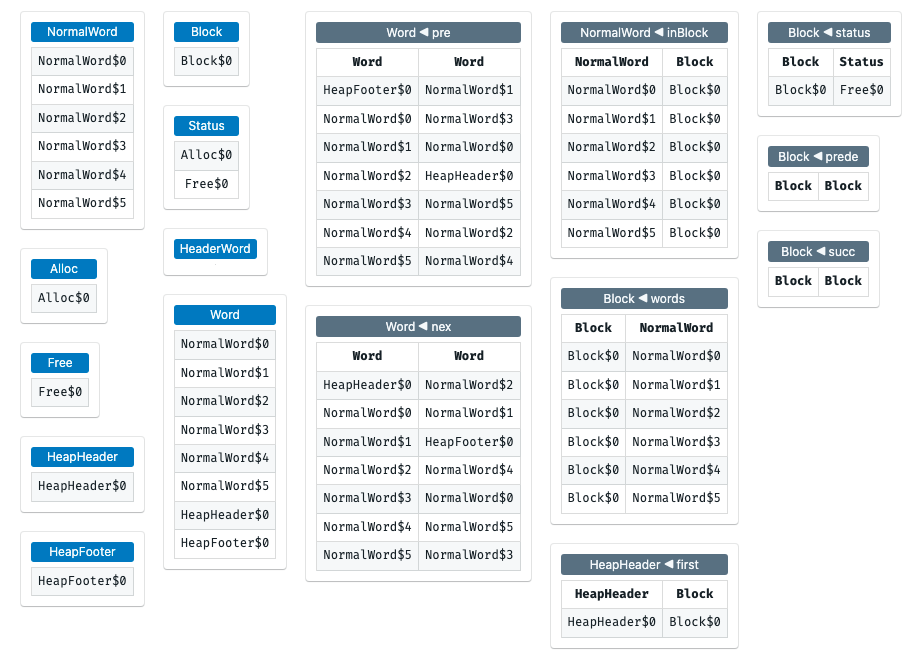 NormalWord
NormalWord$0
NormalWord$1
NormalWord$2
NormalWord$3
NormalWord$4
NormalWord$5
Alloc
Alloc$0
Free
Free$0
HeapHeader
HeapHeader$0
HeapFooter
HeapFooter$0
Block
Block$0
Status
Alloc$0
Free$0
HeaderWord
Word
NormalWord$0
NormalWord$1
NormalWord$2
NormalWord$3
NormalWord$4
NormalWord$5
HeapHeader$0
HeapFooter$0
Word ◄ pre
Word Word
HeapFooter$0 NormalWord$1
NormalWord$0 NormalWord$3
NormalWord$1 NormalWord$0
NormalWord$2 HeapHeader$0
NormalWord$3 NormalWord$5
NormalWord$4 NormalWord$2
NormalWord$5 NormalWord$4
Word ◄ nex
Word Word
HeapHeader$0 NormalWord$2
NormalWord$0 NormalWord$1
NormalWord$1 HeapFooter$0
NormalWord$2 NormalWord$4
NormalWord$3 NormalWord$0
NormalWord$4 NormalWord$5
NormalWord$5 NormalWord$3
NormalWord ◄ inBlock
NormalWord Block
NormalWord$0 Block$0
NormalWord$1 Block$0
NormalWord$2 Block$0
NormalWord$3 Block$0
NormalWord$4 Block$0
NormalWord$5 Block$0
Block ◄ words
Block NormalWord
Block$0 NormalWord$0
Block$0 NormalWord$1
Block$0 NormalWord$2
Block$0 NormalWord$3
Block$0 NormalWord$4
Block$0 NormalWord$5
HeapHeader ◄ first
HeapHeader Block
HeapHeader$0 Block$0
Block ◄ status
Block Status
Block$0 Free$0
Block ◄ prede
Block Block
Block ◄ succ
Block Block